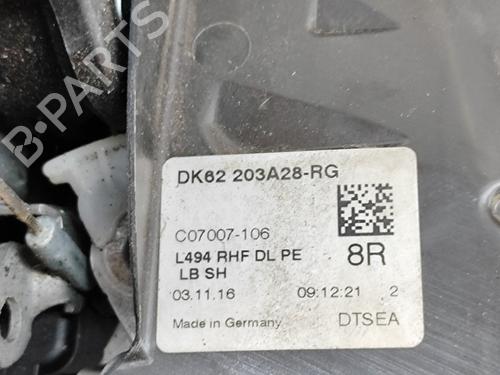 B-PARTS
DK62 203A28-RG
C07007-106
L494 RHF DL PE
LB SH
8R
03.11.16 09:12:21 2
Made in Germany DTSEA